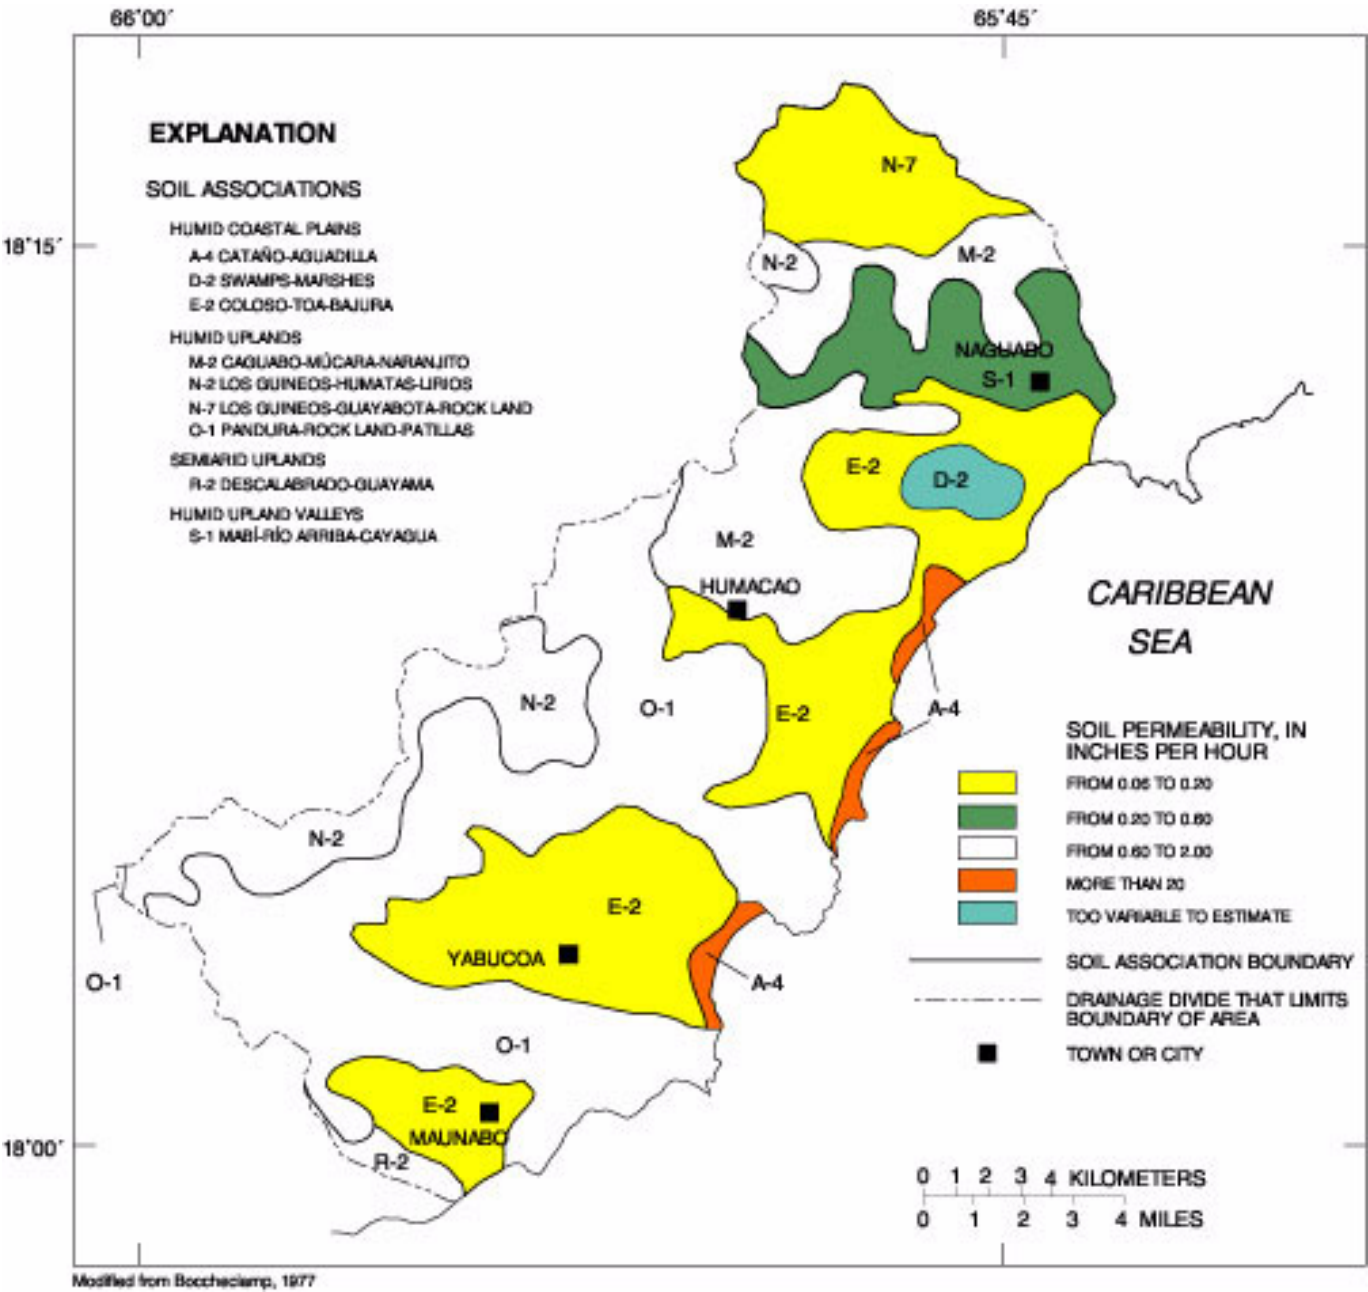 66°00´
65°45´
EXPLANATION
SOIL ASSOCIATIONS
HUMID COASTAL PLAINS
A-4 CATAÑO-AGUADILLA
D-2 SWAMPS-MARSHES
E-2 COLOSO-TOA-BAJURA
HUMID UPLANDS
M-2 CAGUABO-MÚCARA-NARANJITO
N-2 LOS GUINEOS-HUMATAS-LIRIOS
N-7 LOS GUINEOS-GUAYABOTA-ROCK LAND
O-1 PANDURA-ROCK LAND-PATILLAS
SEMIARID UPLANDS
R-2 DESCALABRADO-GUAYAMA
HUMID UPLAND VALLEYS
S-1 MABÍ-RÍO ARRIBA-CAYAGUA
18°15´
N-7
N-2
M-2
NAGUABO
S-1
E-2
D-2
M-2
HUMACAO
CARIBBEAN
SEA
N-2
O-1
E-2
A-4
N-2
E-2
YABUCOA
A-4
O-1
O-1
E-2
MAUNABO
R-2
18°00´
SOIL PERMEABILITY, IN
INCHES PER HOUR
FROM 0.06 TO 0.20
FROM 0.20 TO 0.60
FROM 0.60 TO 2.00
MORE THAN 20
TOO VARIABLE TO ESTIMATE
SOIL ASSOCIATION BOUNDARY
DRAINAGE DIVIDE THAT LIMITS
BOUNDARY OF AREA
TOWN OR CITY
0 1 2 3 4 KILOMETERS
0 1 2 3 4 MILES
Modified from Boccheciamp, 1977